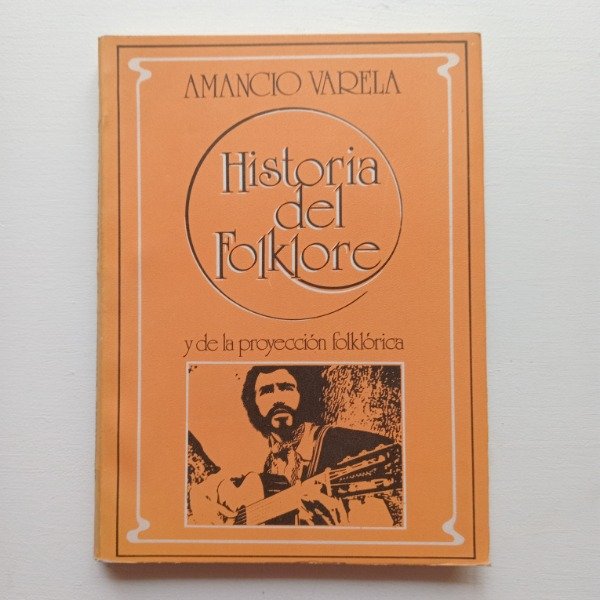 AMANCIO VARELA
Historia
del
Folklore
y de la proyección folklórica